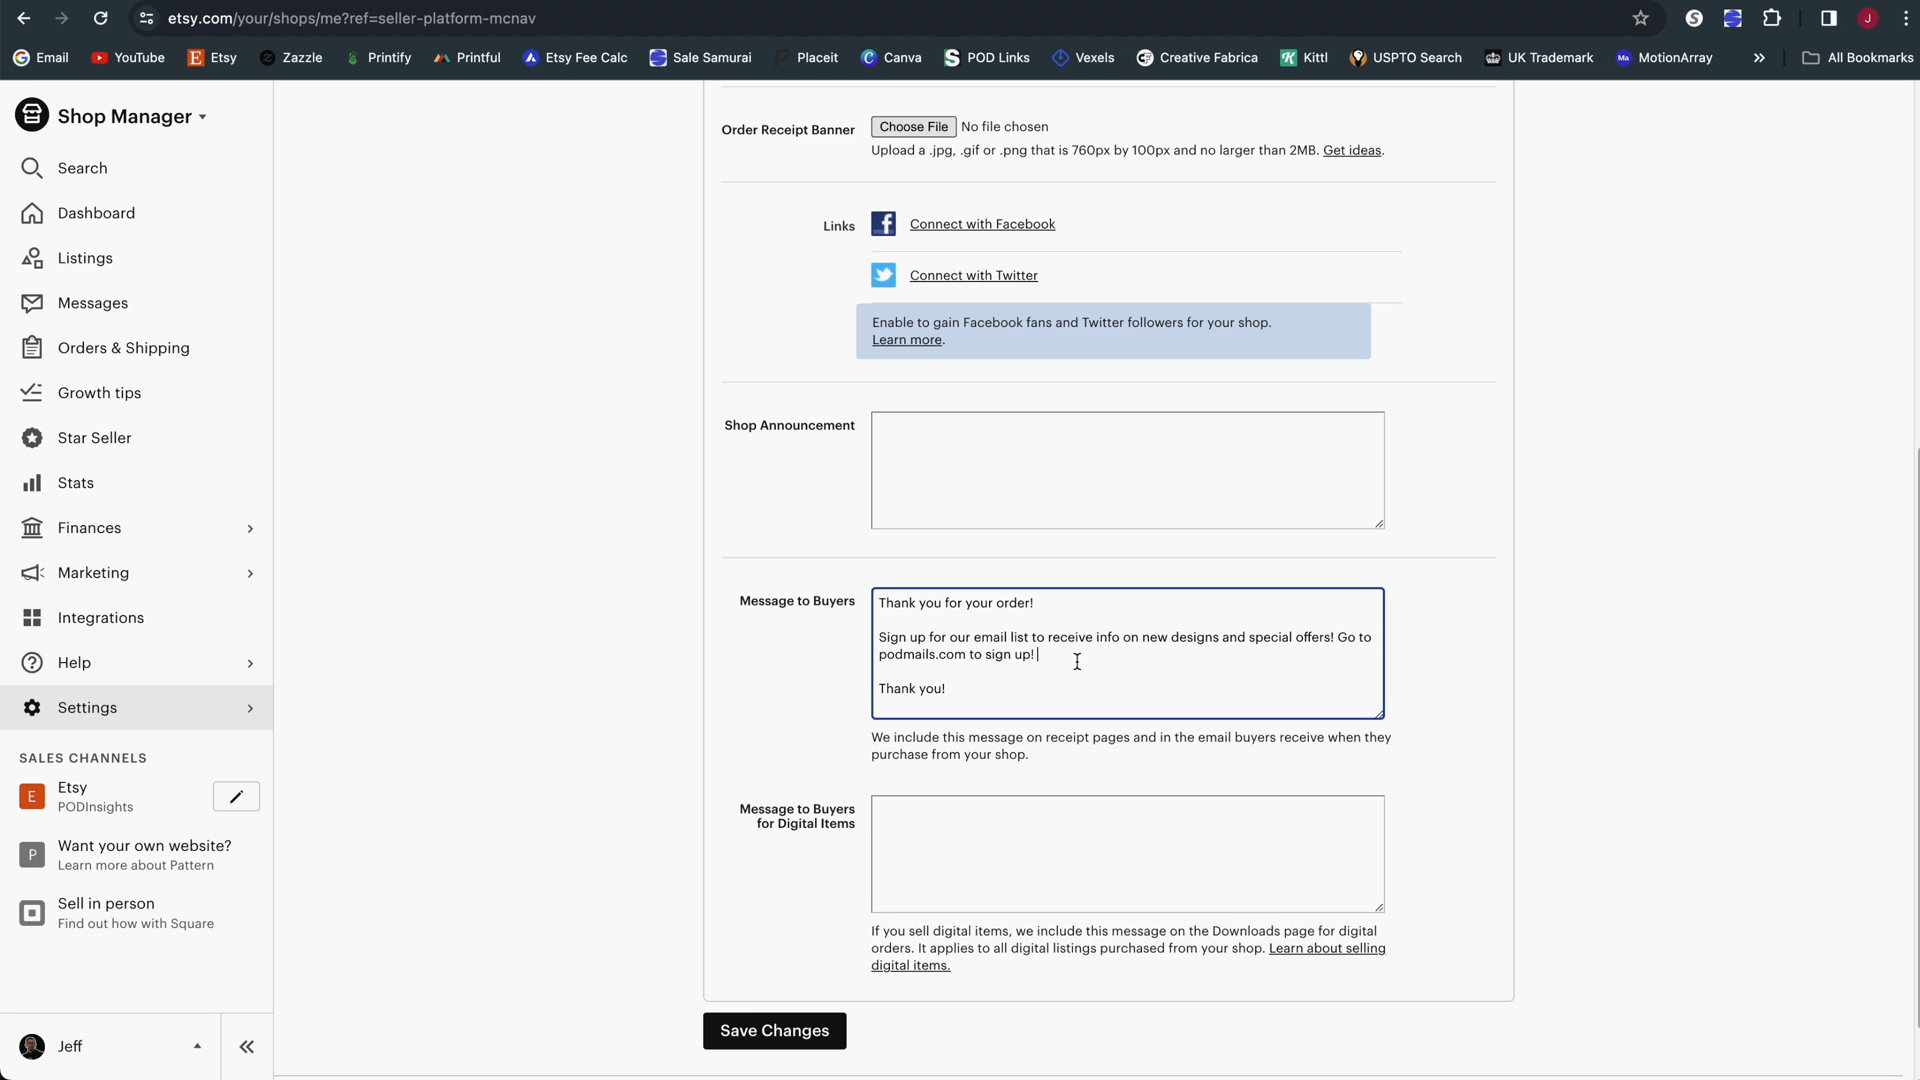 etsy.com/your/shops/me?ref=seller-platform-mcnav
J
Email
YouTube
Etsy
Zazzle
Printify
Printful
Etsy Fee Calc
Sale Samurai
Placeit
Canva
POD Links
Vexels
Creative Fabrica
Kittl
USPTO Search
UK Trademark
MotionArray
All Bookmarks
Shop Manager
Search
Dashboard
Listings
Messages
Orders & Shipping
Growth tips
Star Seller
Stats
Finances
Marketing
Integrations
Help
Settings
SALES CHANNELS
E
Etsy
PODInsights
P
Want your own website?
Learn more about Pattern
Sell in person
Find out how with Square
Jeff
Order Receipt Banner
Choose File No file chosen
Upload a .jpg, .gif or .png that is 760px by 100px and no larger than 2MB. Get ideas.
Links
Connect with Facebook
Connect with Twitter
Enable to gain Facebook fans and Twitter followers for your shop.
Learn more.
Shop Announcement
Message to Buyers
Thank you for your order!
Sign up for our email list to receive info on new designs and special offers! Go to
podmails.com to sign up!
Thank you!
We include this message on receipt pages and in the email buyers receive when they
purchase from your shop.
Message to Buyers
for Digital Items
If you sell digital items, we include this message on the Downloads page for digital
orders. It applies to all digital listings purchased from your shop. Learn about selling
digital items.
Save Changes